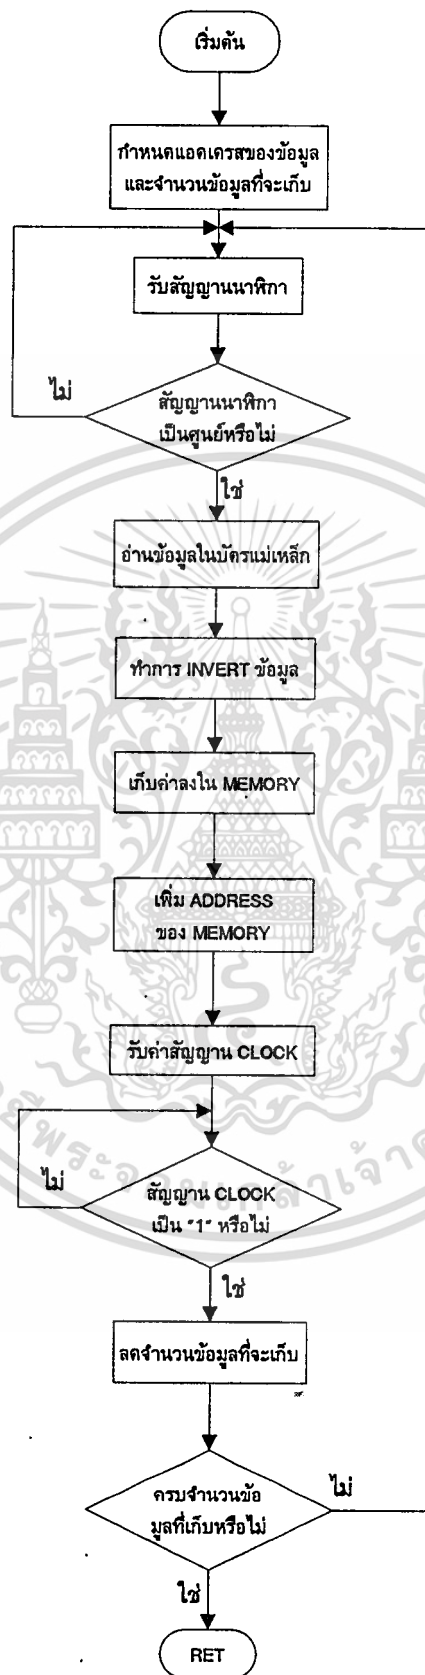 เริ่มต้น
กำหนดแอดเดรสของข้อมูล
และจำนวนข้อมูลที่จะเก็บ
รับสัญญานนาฬิกา
ไม่
สัญญานนาฬิกา
เป็นศูนย์หรือไม่
ใช่
อ่านข้อมูลในบัตรแม่เหล็ก
ทำการ INVERT ข้อมูล
เก็บค่าลงใน MEMORY
เพิ่ม ADDRESS
ของ MEMORY
รับค่าสัญญาน CLOCK
ไม่
สัญญาน CLOCK
เป็น "1" หรือไม่
ใช่
ลดจำนวนข้อมูลที่จะเก็บ
ครบจำนวนข้อ
มูลที่เก็บหรือไม่
ไม่
ใช่
RET